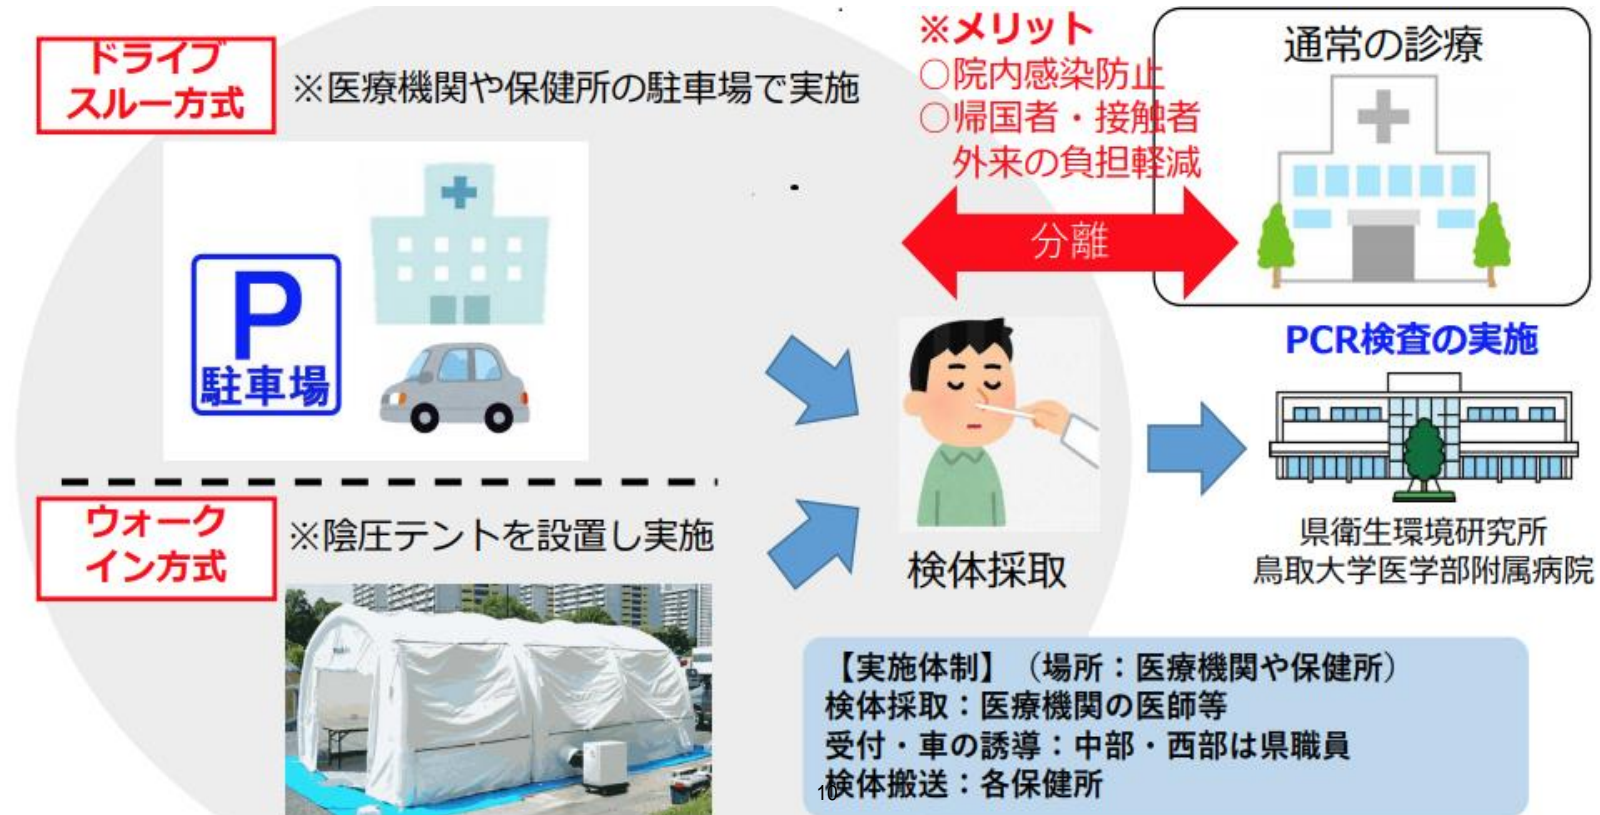 ドライブ
スルー方式
※医療機関や保健所の駐車場で実施
※メリット
○院内感染防止
○帰国者・接触者
外来の負担軽減
通常の診療
分離
P
駐車場
PCR検査の実施
県衛生環境研究所
鳥取大学医学部附属病院
検体採取
ウォーク
イン方式
※陰圧テントを設置し実施
【実施体制】（場所：医療機関や保健所）
検体採取：医療機関の医師等
受付・車の誘導：中部・西部は県職員
検体搬送：各保健所
10